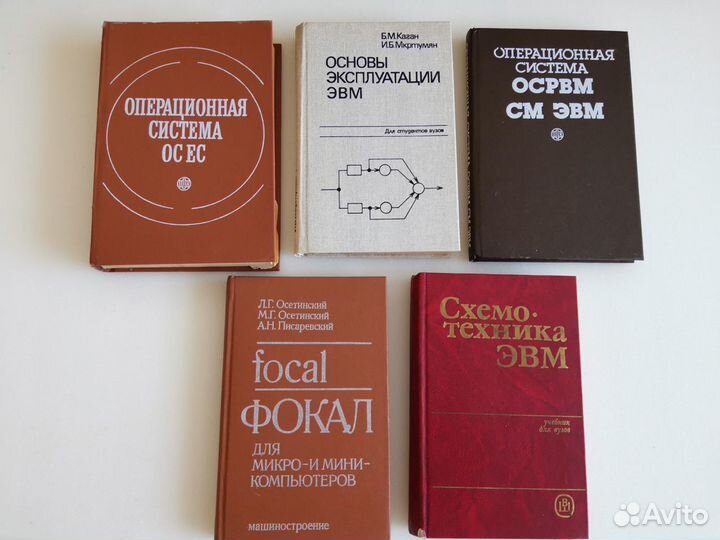 ОПЕРАЦИОННАЯ
СИСТЕМА
ОС ЕС
Б.М.Каган
И.Б.Мкртумян
ОСНОВЫ
ЭКСПЛУАТАЦИИ
ЭВМ
Для студентов вузов
ОПЕРАЦИОННАЯ
СИСТЕМА
ОСРВМ
СМ ЭВМ
Л.Г. Осетинский
М.Г. Осетинский
А.Н. Писаревский
focal
ФОКАЛ
ДЛЯ
МИКРО-И МИНИ-
КОМПЬЮТЕРОВ
МАШИНОСТРОЕНИЕ
Схемо-
техника
ЭВМ
учебник
для вузов
Avito